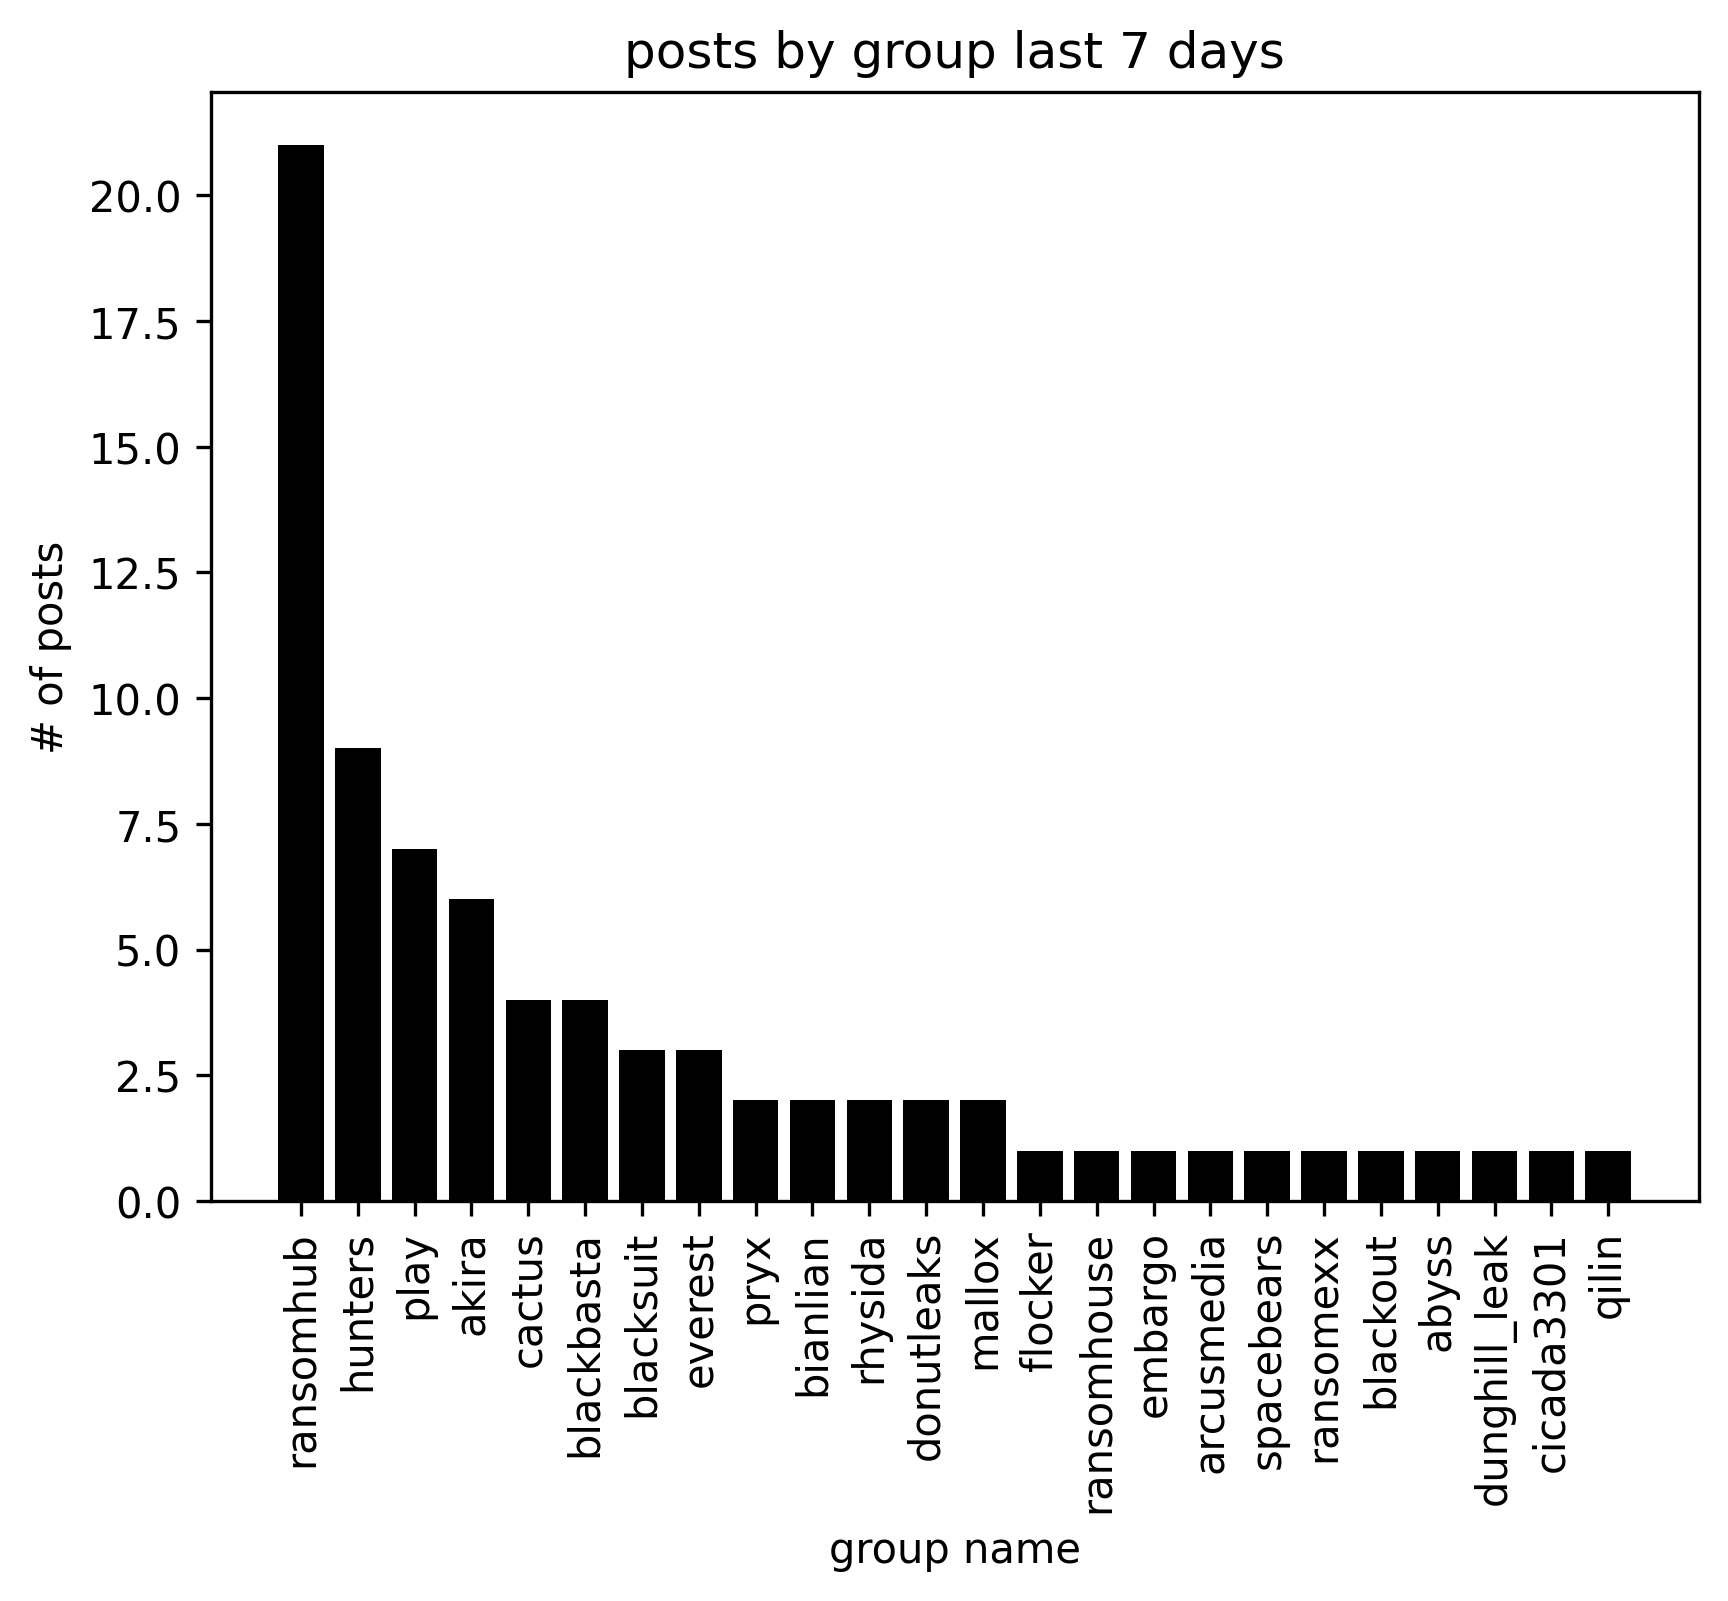 posts by group last 7 days
# of posts
20.0
17.5
15.0
12.5
10.0
7.5
5.0
2.5
0.0
ransomhub
hunters
play
akira
cactus
blackbasta
blacksuit
everest
pryx
bianlian
rhysida
donutleaks
mallox
flocker
ransomhouse
embargo
arcusmedia
spacebears
ransomexx
blackout
abyss
dunghill_leak
cicada3301
qilin
group name